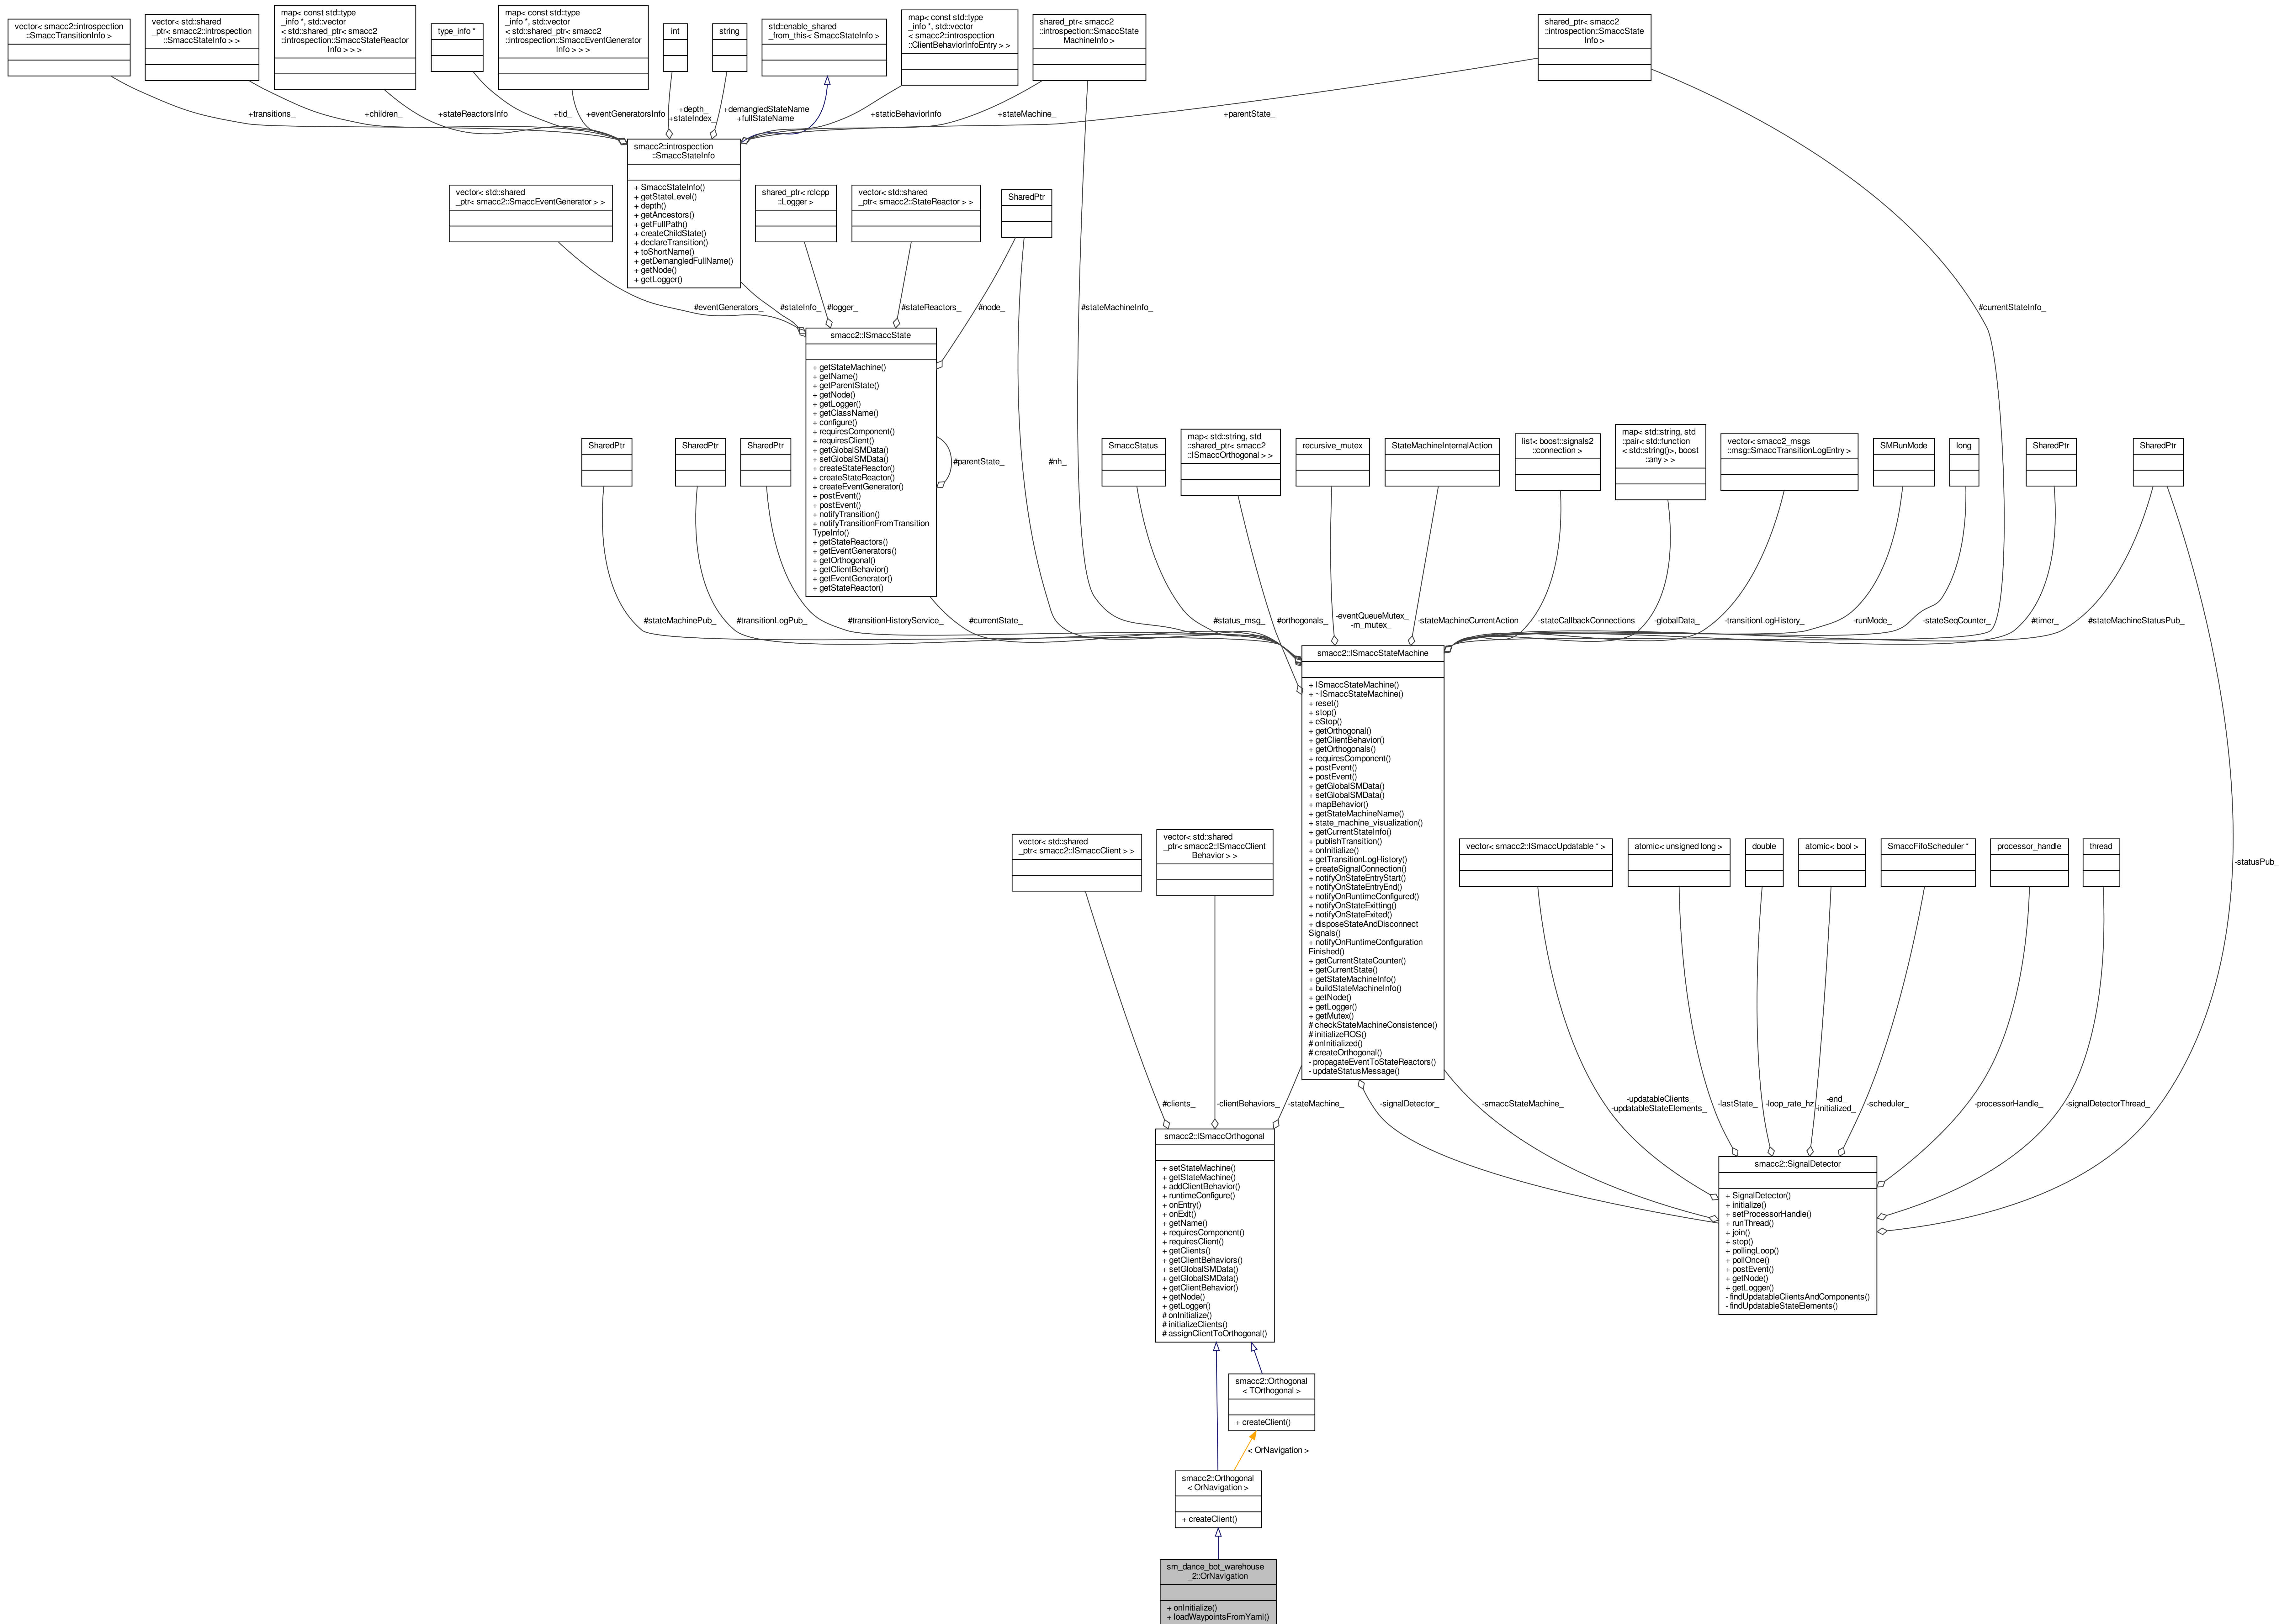 vector< smacc2::introspection
::SmaccTransitionInfo >
vector< std::shared
_ptr< smacc2::introspection
::SmaccStateInfo > >
map< const std::type
_info *, std::vector
< std::shared_ptr< smacc2
::introspection::SmaccStateReactor
Info > > >
type_info *
map< const std::type
_info *, std::vector
< std::shared_ptr< smacc2
::introspection::SmaccEventGenerator
Info > > >
int
string
std::enable_shared
_from_this< SmaccStateInfo >
map< const std::type
_info *, std::vector
< smacc2::introspection
::ClientBehaviorInfoEntry > >
shared_ptr< smacc2
::introspection::SmaccState
MachineInfo >
shared_ptr< smacc2
::introspection::SmaccState
Info >
+transitions_
+children_
+stateReactorsInfo
+tid_
+eventGeneratorsInfo
+depth_
+stateIndex_
+demangledStateName
+fullStateName
+staticBehaviorInfo
+stateMachine_
+parentState_
smacc2::introspection
::SmaccStateInfo
+ SmaccStateInfo()
+ getStateLevel()
+ depth()
+ getAncestors()
+ getFullPath()
+ createChildState()
+ declareTransition()
+ toShortName()
+ getDemangledFullName()
+ getNode()
+ getLogger()
vector< std::shared
_ptr< smacc2::SmaccEventGenerator > >
shared_ptr< rclcpp
::Logger >
vector< std::shared
_ptr< smacc2::StateReactor > >
SharedPtr
#eventGenerators_
#stateInfo_
#logger_
#stateReactors_
#node_
#stateMachineInfo_
#currentStateInfo_
smacc2::ISmaccState
+ getStateMachine()
+ getName()
+ getParentState()
+ getNode()
+ getLogger()
+ getClassName()
+ configure()
+ requiresComponent()
+ requiresClient()
+ getGlobalSMData()
+ setGlobalSMData()
+ createStateReactor()
+ createStateReactor()
+ createEventGenerator()
+ postEvent()
+ postEvent()
+ notifyTransition()
+ notifyTransitionFromTransition
TypeInfo()
+ getStateReactors()
+ getEventGenerators()
+ getOrthogonal()
+ getClientBehavior()
+ getEventGenerator()
+ getStateReactor()
#parentState_
#nh_
SharedPtr
SharedPtr
SharedPtr
SmaccStatus
map< std::string, std
::shared_ptr< smacc2
::ISmaccOrthogonal > >
recursive_mutex
StateMachineInternalAction
list< boost::signals2
::connection >
map< std::string, std
::pair< std::function
< std::string()>, boost
::any > >
vector< smacc2_msgs
::msg::SmaccTransitionLogEntry >
SMRunMode
long
SharedPtr
SharedPtr
#stateMachinePub_
#transitionLogPub_
#transitionHistoryService_
#currentState_
#status_msg_
#orthogonals_
-eventQueueMutex_
-m_mutex_
-stateMachineCurrentAction
-stateCallbackConnections
-globalData_
-transitionLogHistory_
-runMode_
-stateSeqCounter_
#timer_
#stateMachineStatusPub_
smacc2::ISmaccStateMachine
+ ISmaccStateMachine()
+ ~ISmaccStateMachine()
+ reset()
+ stop()
+ eStop()
+ getOrthogonal()
+ getClientBehavior()
+ getOrthogonals()
+ requiresComponent()
+ postEvent()
+ postEvent()
+ getGlobalSMData()
+ setGlobalSMData()
+ mapBehavior()
+ getStateMachineName()
+ state_machine_visualization()
+ getCurrentStateInfo()
+ publishTransition()
+ onInitialize()
+ getTransitionLogHistory()
+ createSignalConnection()
+ notifyOnStateEntryStart()
+ notifyOnStateEntryEnd()
+ notifyOnRuntimeConfigured()
+ notifyOnStateExitting()
+ notifyOnStateExited()
+ disposeStateAndDisconnect
Signals()
+ notifyOnRuntimeConfiguration
Finished()
+ getCurrentStateCounter()
+ getCurrentState()
+ getStateMachineInfo()
+ buildStateMachineInfo()
+ getNode()
+ getLogger()
+ getMutex()
# checkStateMachineConsistence()
# initializeROS()
# onInitialized()
# createOrthogonal()
- propagateEventToStateReactors()
- updateStatusMessage()
vector< std::shared
_ptr< smacc2::ISmaccClient > >
vector< std::shared
_ptr< smacc2::ISmaccClient
Behavior > >
vector< smacc2::ISmaccUpdatable * >
atomic< unsigned long >
double
atomic< bool >
SmaccFifoScheduler *
processor_handle
thread
-statusPub_
#clients_
-clientBehaviors_
-stateMachine_
-signalDetector_
-smaccStateMachine_
-updatableClients_
-updatableStateElements_
-lastState_
-loop_rate_hz
-end_
-initialized_
-scheduler_
-processorHandle_
-signalDetectorThread_
smacc2::ISmaccOrthogonal
+ setStateMachine()
+ getStateMachine()
+ addClientBehavior()
+ runtimeConfigure()
+ onEntry()
+ onExit()
+ getName()
+ requiresComponent()
+ requiresClient()
+ getClients()
+ getClientBehaviors()
+ setGlobalSMData()
+ getGlobalSMData()
+ getClientBehavior()
+ getNode()
+ getLogger()
# onInitialize()
# initializeClients()
# assignClientToOrthogonal()
smacc2::SignalDetector
+ SignalDetector()
+ initialize()
+ setProcessorHandle()
+ runThread()
+ join()
+ stop()
+ pollingLoop()
+ pollOnce()
+ postEvent()
+ getNode()
+ getLogger()
- findUpdatableClientsAndComponents()
- findUpdatableStateElements()
smacc2::Orthogonal
< TOrthogonal >
+ createClient()
< OrNavigation >
smacc2::Orthogonal
< OrNavigation >
+ createClient()
sm_dance_bot_warehouse
_2::OrNavigation
+ onInitialize()
+ loadWaypointsFromYaml()